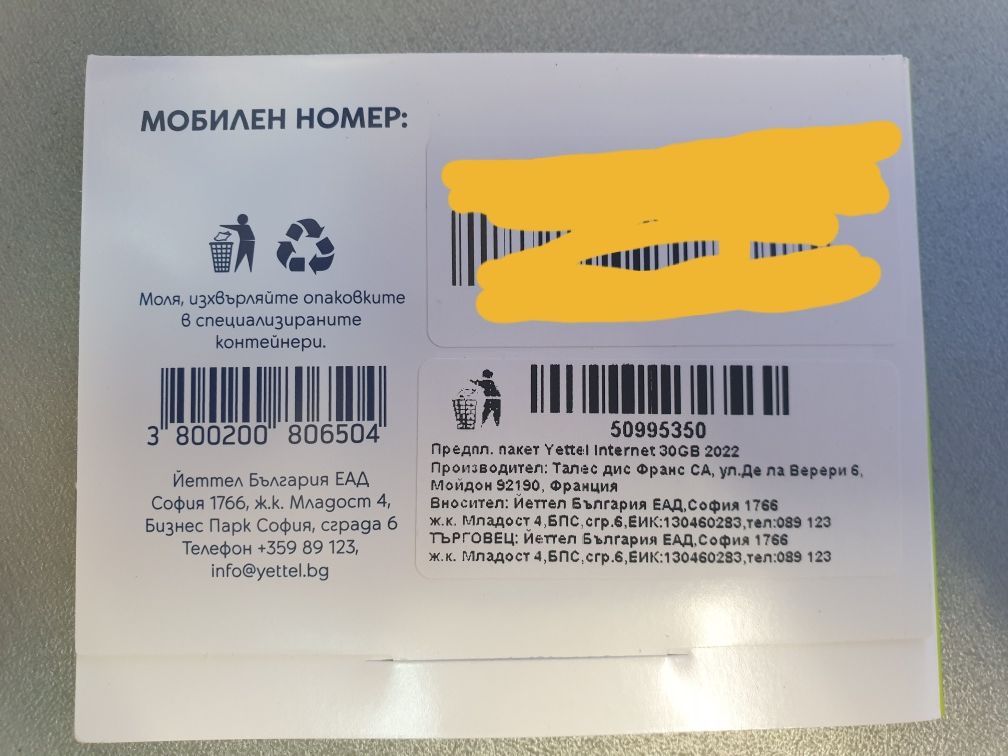 МОБИЛЕН НОМЕР:
Моля, изхвърляйте опаковките
в специализираните
контейнери.
3 800200 806504
Йеттел България ЕАД
София 1766, ж.к. Младост 4,
Бизнес Парк София, сграда 6
Телефон +359 89 123,
info@yettel.bg
50995350
Предпл. пакет Yettel Internet 30GB 2022
Производител: Талес дис Франс СА, ул.Де ла Верери 6,
Мойдон 92190, Франция
Вносител: Йеттел България ЕАД,София 1766
ж.к. Младост 4,БПС,сгр.6,ЕИК:130460283,тел:089 123
ТЪРГОВЕЦ: Йеттел България ЕАД,София 1766
ж.к. Младост 4,БПС,сгр.6,ЕИК:130460283,тел:089 123